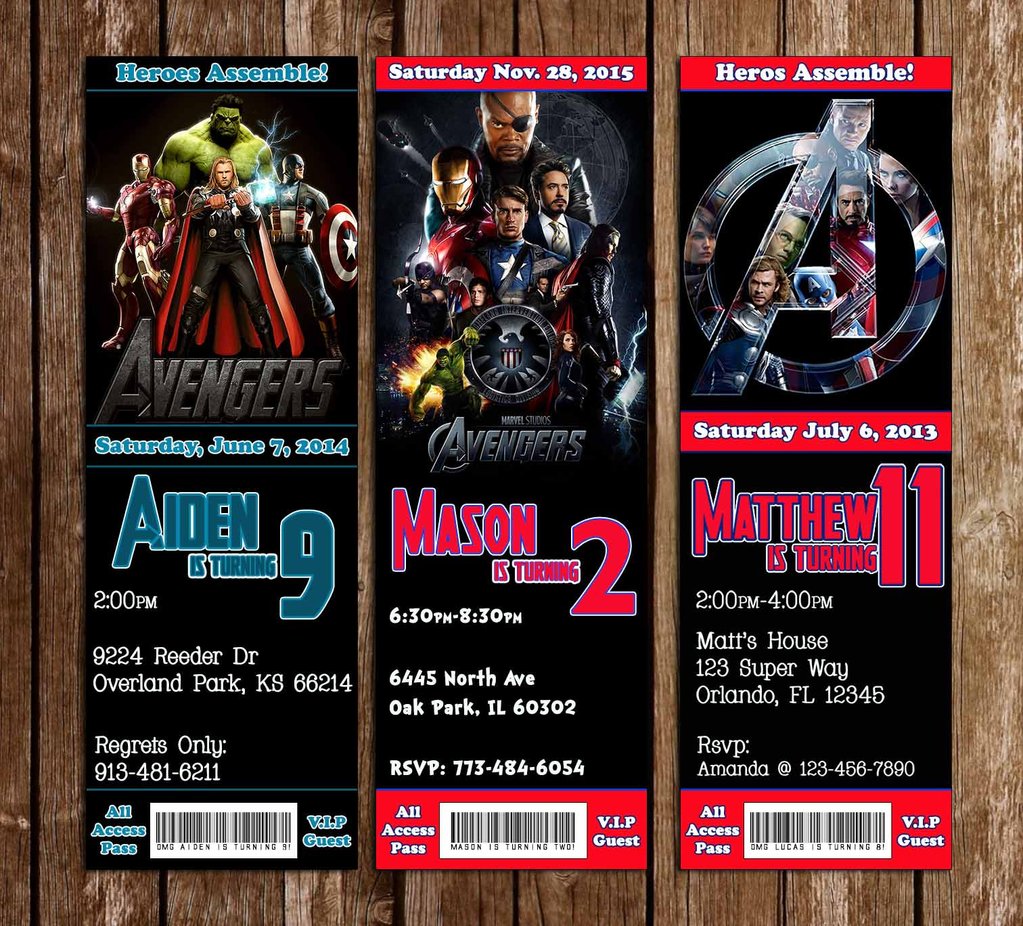 Heroes Assemble!
AVENGERS
Saturday, June 7, 2014
AIDEN
IS TURNING
9
2:00PM
9224 Reeder Dr
Overland Park, KS 66214
Regrets Only:
913-481-6211
All
Access
Pass
OMG AIDEN IS TURNING 9!
V.I.P
Guest
Saturday Nov. 28, 2015
MARVEL STUDIOS
AVENGERS
MASON
IS TURNING
2
6:30PM-8:30PM
6445 North Ave
Oak Park, IL 60302
RSVP: 773-484-6054
All
Access
Pass
MASON IS TURNING TWO!
V.I.P
Guest
Heros Assemble!
A
Saturday July 6, 2013
MATTHEW
IS TURNING
11
2:00PM-4:00PM
Matt's House
123 Super Way
Orlando, FL 12345
Rsvp:
Amanda @ 123-456-7890
All
Access
Pass
OMG LUCAS IS TURNING 8!
V.I.P
Guest